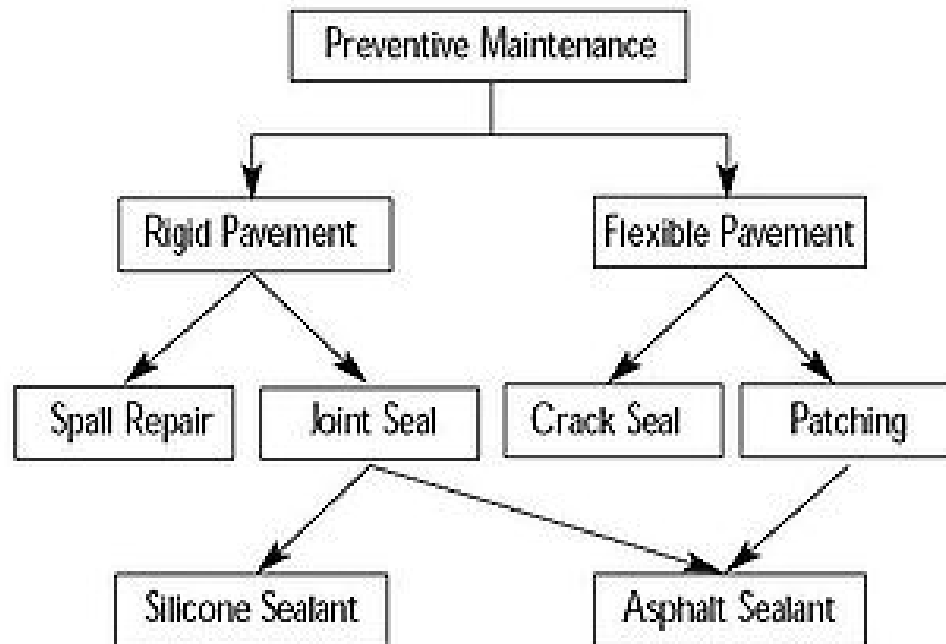 Preventive Maintenance
Rigid Pavement
Flexible Pavement
Spall Repair
Joint Seal
Crack Seal
Patching
Silicone Sealant
Asphalt Sealant